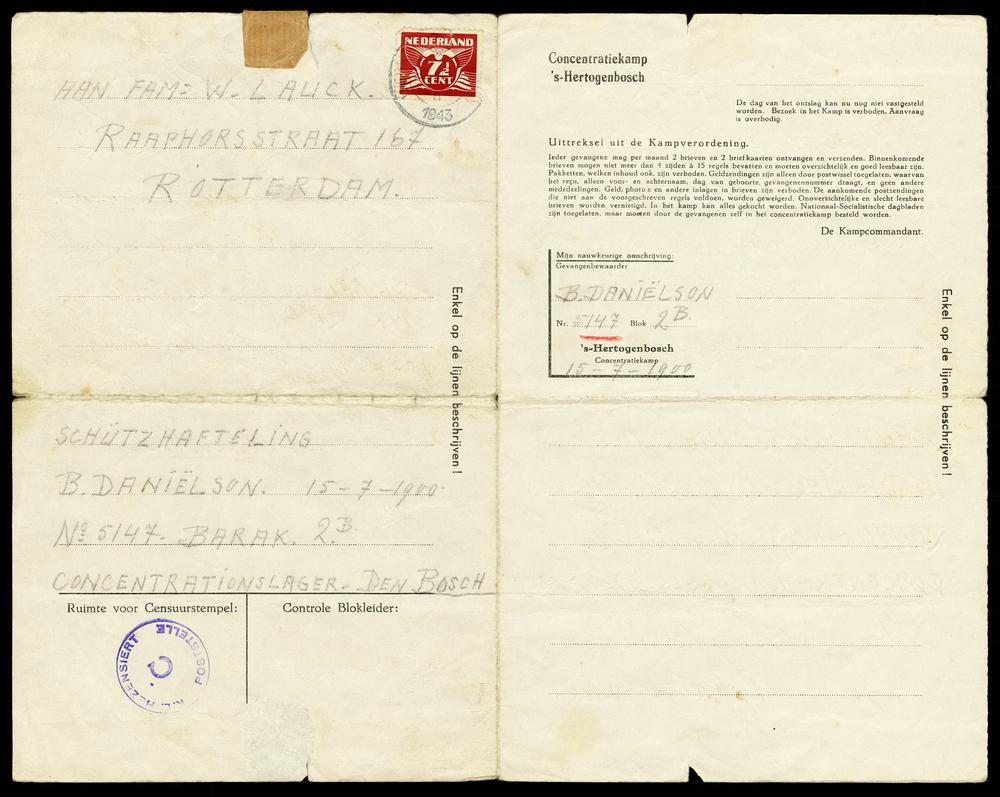 NEDERLAND
7½
CENT
1943
HAN FAM= W. LAUCK.
RAAPHORSSTRAAT 167
ROTTERDAM.
Enkel op de lijnen beschrijven!
SCHÜTZHAFTELING
B. DANIËLSON. 15-7-1900.
No 5147. BARAK. 2.B.
CONCENTRATIONSLAGER. DEN BOSCH
Ruimte voor Censuurstempel:
Controle Blokleider:
POSTSTELLE
K.L. HZENSIERT
Concentratiekamp
's-Hertogenbosch
De dag van het ontslag kan nu nog niet vastgesteld
worden. Bezoek in het Kamp is verboden. Aanvraag
is overbodig.
Uittreksel uit de Kampverordening.
Ieder gevangene mag per maand 2 brieven en 2 briefkaarten ontvangen en verzenden. Binnenkomende
brieven mogen niet meer dan 4 zijden à 15 regels bevatten en moeten overzichtelijk en goed leesbaar zijn.
Pakketten, welken inhoud ook, zijn verboden. Geldzendingen zijn alleen door postwissel toegelaten, waarvan
het reçu, alleen voor- en achternaam, dag van geboorte, gevangenennummer draagt, en geen andere
mededeelingen. Geld, photo s en andere inlagen in brieven zijn verboden. De aankomende postzendingen
die niet aan de voorgeschreven regels voldoen, worden geweigerd. Onoverzichtelijke en slecht leesbare
brieven worden vernietigd. In het kamp kan alles gekocht worden. Nationnal-Socialistische dagbladen
zijn toegelaten, maar moeten door de gevangenen zelf in het concentratiekamp besteld worden.
De Kampcommandant.
Mijn nauwkeurige omschrijving:
Gevangenbewaarder
B. DANIËLSON
Nr. 5147 Blok 2B.
's-Hertogenbosch
Concentratiekamp
15-7-1900
Enkel op de lijnen beschrijven!